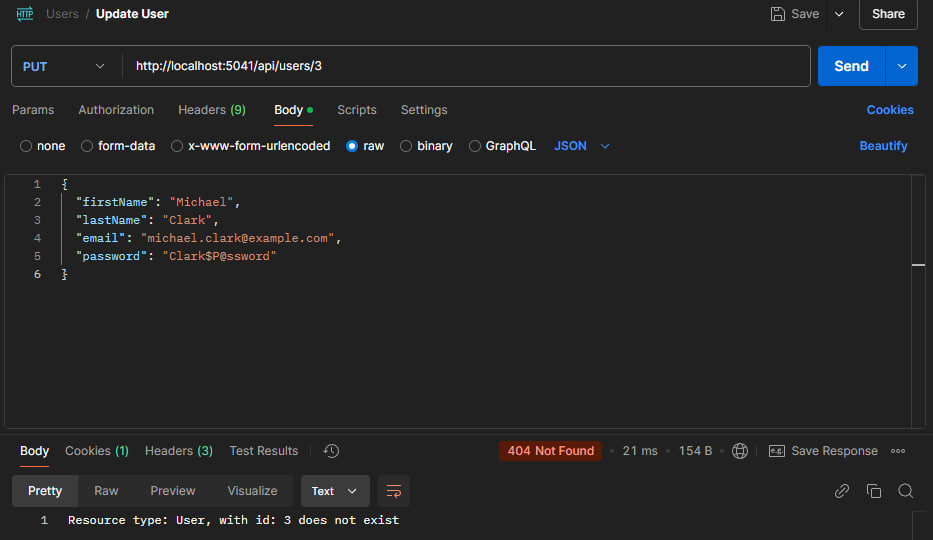 HTTP Users / Update User Save Share
PUT http://localhost:5041/api/users/3 Send
Params Authorization Headers (9) Body Scripts Settings Cookies
none form-data x-www-form-urlencoded raw binary GraphQL JSON Beautify
1 {
2 "firstName": "Michael",
3 "lastName": "Clark",
4 "email": "michael.clark@example.com",
5 "password": "Clark$P@ssword"
6 }
Body Cookies (1) Headers (3) Test Results 404 Not Found 21 ms 154 B e.g. Save Response
Pretty Raw Preview Visualize Text
1 Resource type: User, with id: 3 does not exist